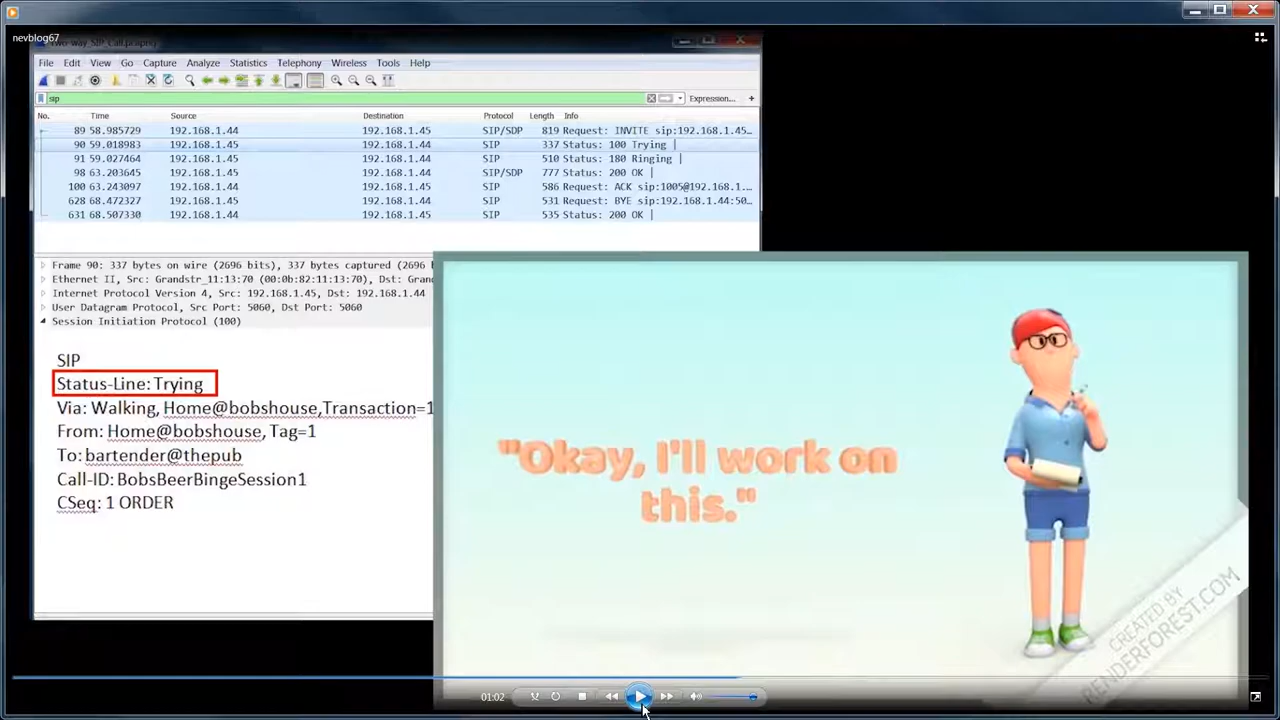 nevblog67
Two-way_SIP_Call.pcapng
File Edit View Go Capture Analyze Statistics Telephony Wireless Tools Help
sip
Expression... +
No. Time Source Destination Protocol Length Info
89 58.985729 192.168.1.44 192.168.1.45 SIP/SDP 819 Request: INVITE sip:192.168.1.45...
90 59.018983 192.168.1.45 192.168.1.44 SIP 337 Status: 100 Trying |
91 59.027464 192.168.1.45 192.168.1.44 SIP 510 Status: 180 Ringing |
98 63.203645 192.168.1.45 192.168.1.44 SIP/SDP 777 Status: 200 OK |
100 63.243097 192.168.1.44 192.168.1.45 SIP 586 Request: ACK sip:1005@192.168.1....
628 68.472327 192.168.1.45 192.168.1.44 SIP 531 Request: BYE sip:192.168.1.44:50...
631 68.507330 192.168.1.44 192.168.1.45 SIP 535 Status: 200 OK |
Frame 90: 337 bytes on wire (2696 bits), 337 bytes captured (2696 b
Ethernet II, Src: Grandstr_11:13:70 (00:0b:82:11:13:70), Dst: Grand
Internet Protocol Version 4, Src: 192.168.1.45, Dst: 192.168.1.44
User Datagram Protocol, Src Port: 5060, Dst Port: 5060
Session Initiation Protocol (100)
SIP
Status-Line: Trying
Via: Walking, Home@bobshouse,Transaction=1
From: Home@bobshouse, Tag=1
To: bartender@thepub
Call-ID: BobsBeerBingeSession1
CSeq: 1 ORDER
"Okay, I'll work on
this."
CREATED BY
RENDERFOREST.COM
01:02